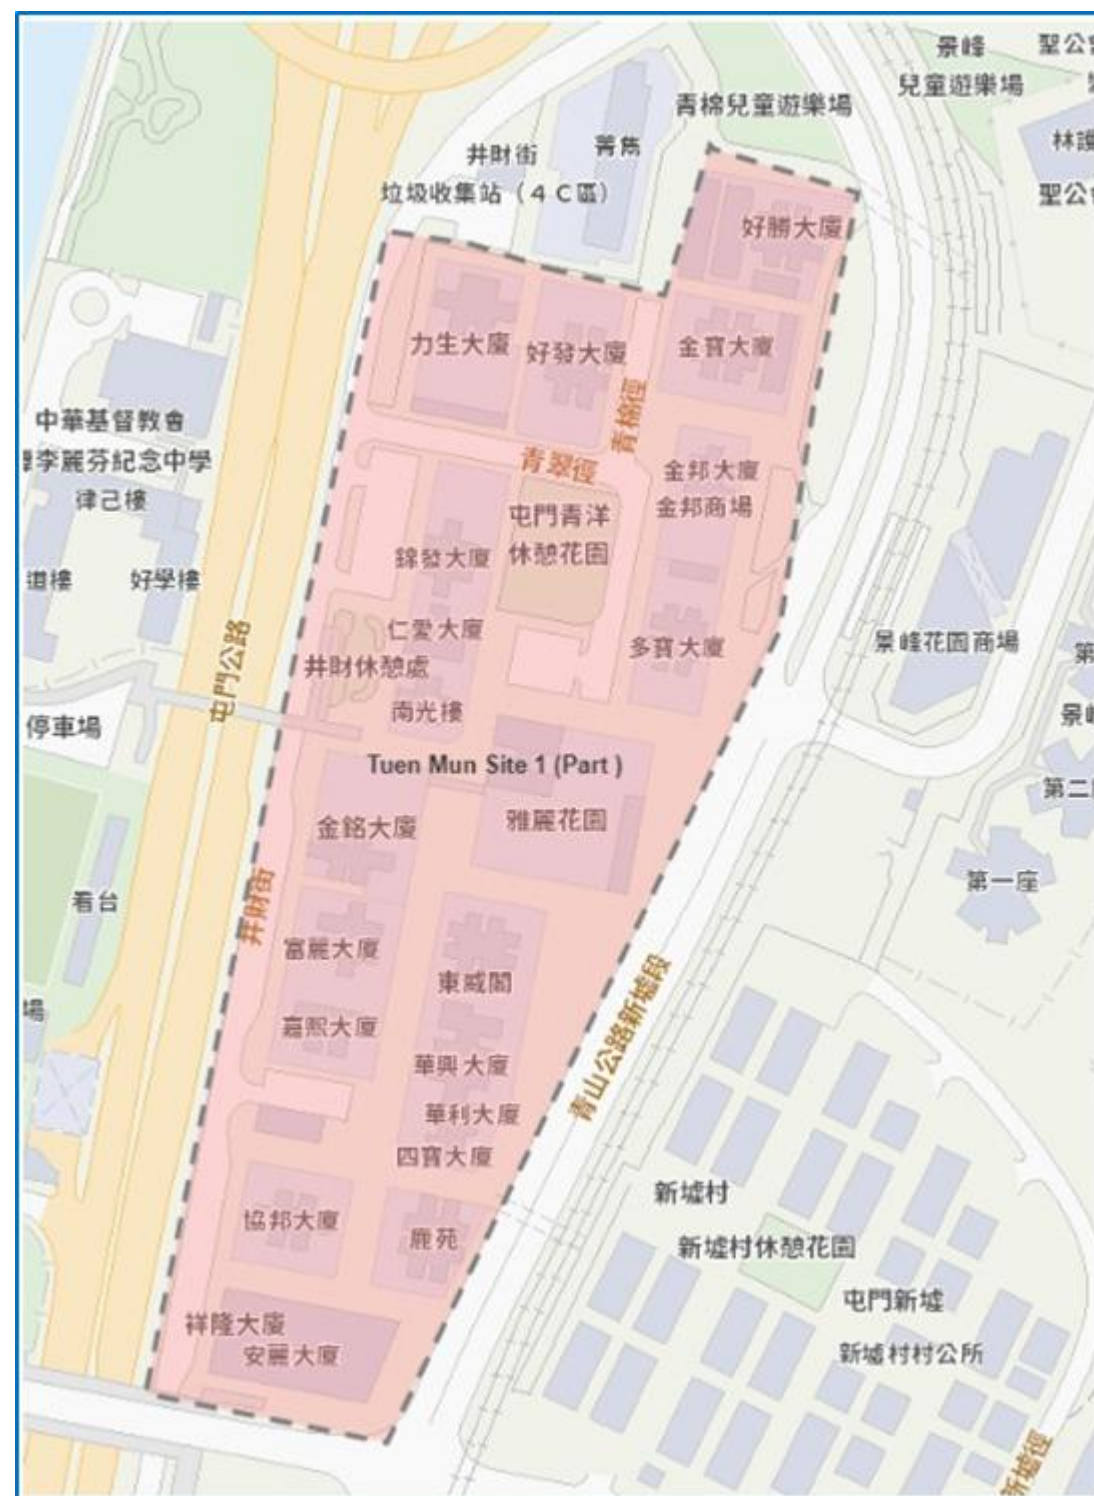 景峰
兒童遊樂場
聖公會
青棉兒童遊樂場
菁雋
井財街
垃圾收集站（４Ｃ區）
林護
聖公會
好勝大廈
力生大廈
好發大廈
金寶大廈
青棉徑
中華基督教會
李麗芬紀念中學
律己樓
青翠徑
金邦大廈
金邦商場
屯門青洋
休憩花園
錦發大廈
道樓
好學樓
仁愛大廈
井財休憩處
多寶大廈
景峰花園商場
第
屯門公路
南光樓
停車場
景峰
Tuen Mun Site 1 (Part )
第二
金銘大廈
雅麗花園
第一座
看台
井財街
富麗大廈
東威閣
場
嘉熙大廈
青山公路新墟段
華興大廈
華利大廈
四寶大廈
新墟村
協邦大廈
鹿苑
新墟村休憩花園
屯門新墟
祥隆大廈
安麗大廈
新墟村村公所
新墟徑